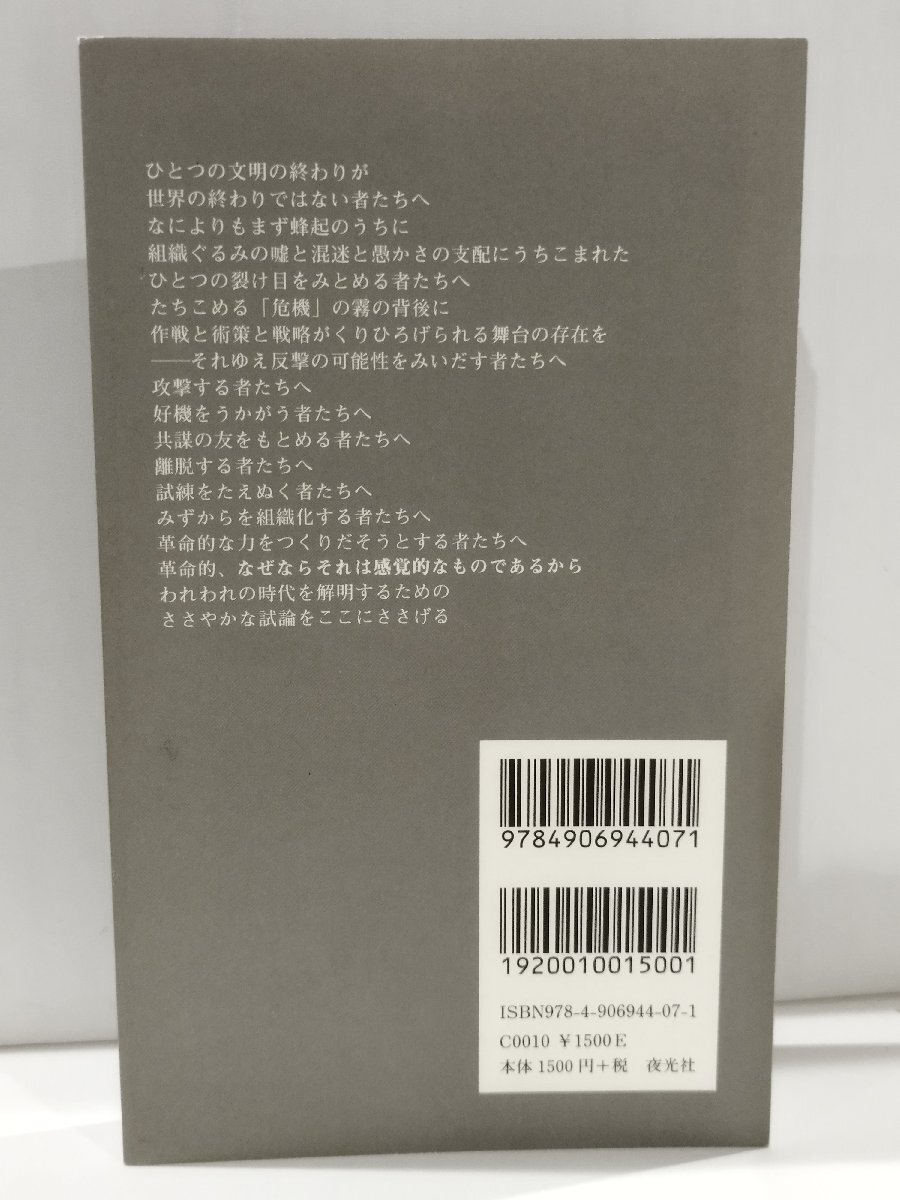 ひとつの文明の終わりが
世界の終わりではない者たちへ
なによりもまず蜂起のうちに
組織ぐるみの嘘と混迷と愚かさの支配にうちこまれた
ひとつの裂け目をみとめる者たちへ
たちこめる「危機」の霧の背後に
作戦と術策と戦略がくりひろげられる舞台の存在を
——それゆえ反撃の可能性をみいだす者たちへ
攻撃する者たちへ
好機をうかがう者たちへ
共謀の友をもとめる者たちへ
離脱する者たちへ
試練をたえぬく者たちへ
みずからを組織化する者たちへ
革命的な力をつくりだそうとする者たちへ
革命的、なぜならそれは感覚的なものであるから
われわれの時代を解明するための
ささやかな試論をここにささげる
9784906944071
1920010015001
ISBN978-4-906944-07-1
C0010 ¥1500E
本体1500円+税 夜光社